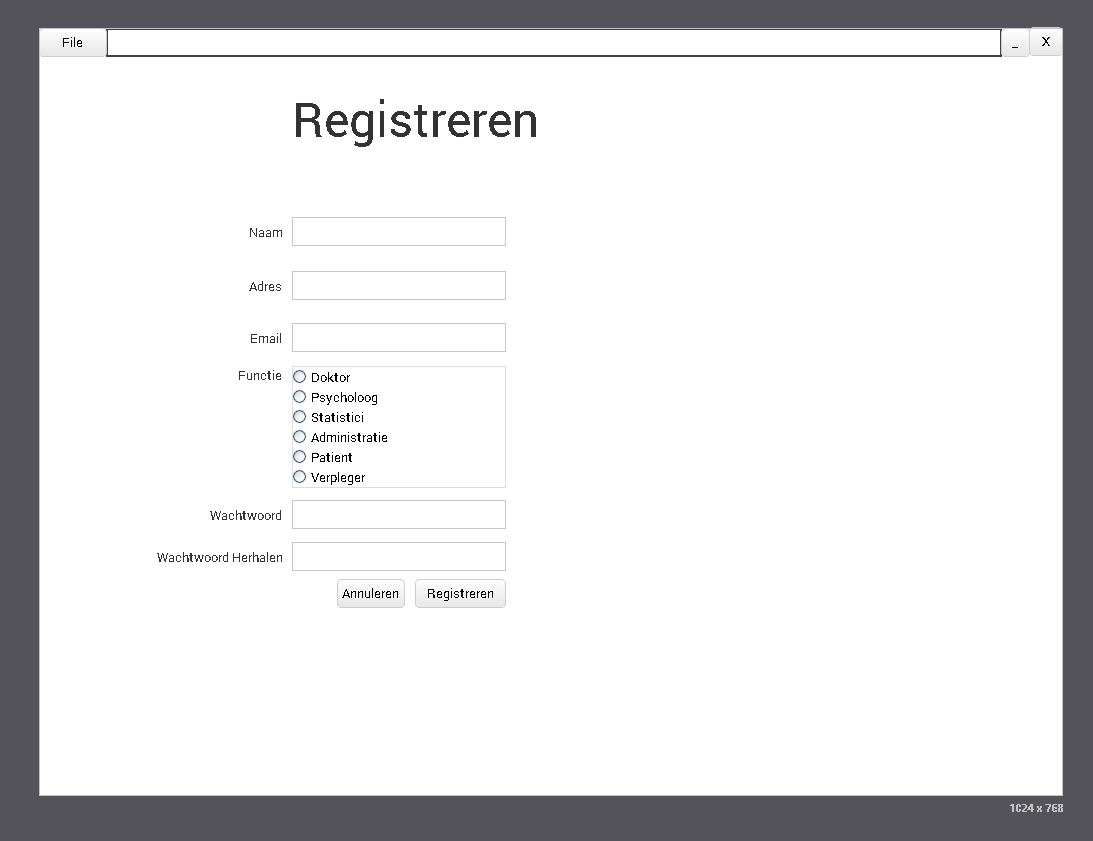 File _ X
Registreren
Naam
Adres
Email
Functie Doktor
Psycholoog
Statistici
Administratie
Patient
Verpleger
Wachtwoord
Wachtwoord Herhalen
Annuleren Registreren
1024 x 768